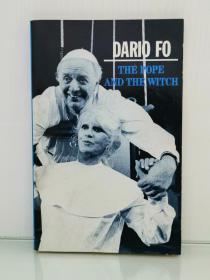 DARIO FO
THE POPE
AND THE WITCH